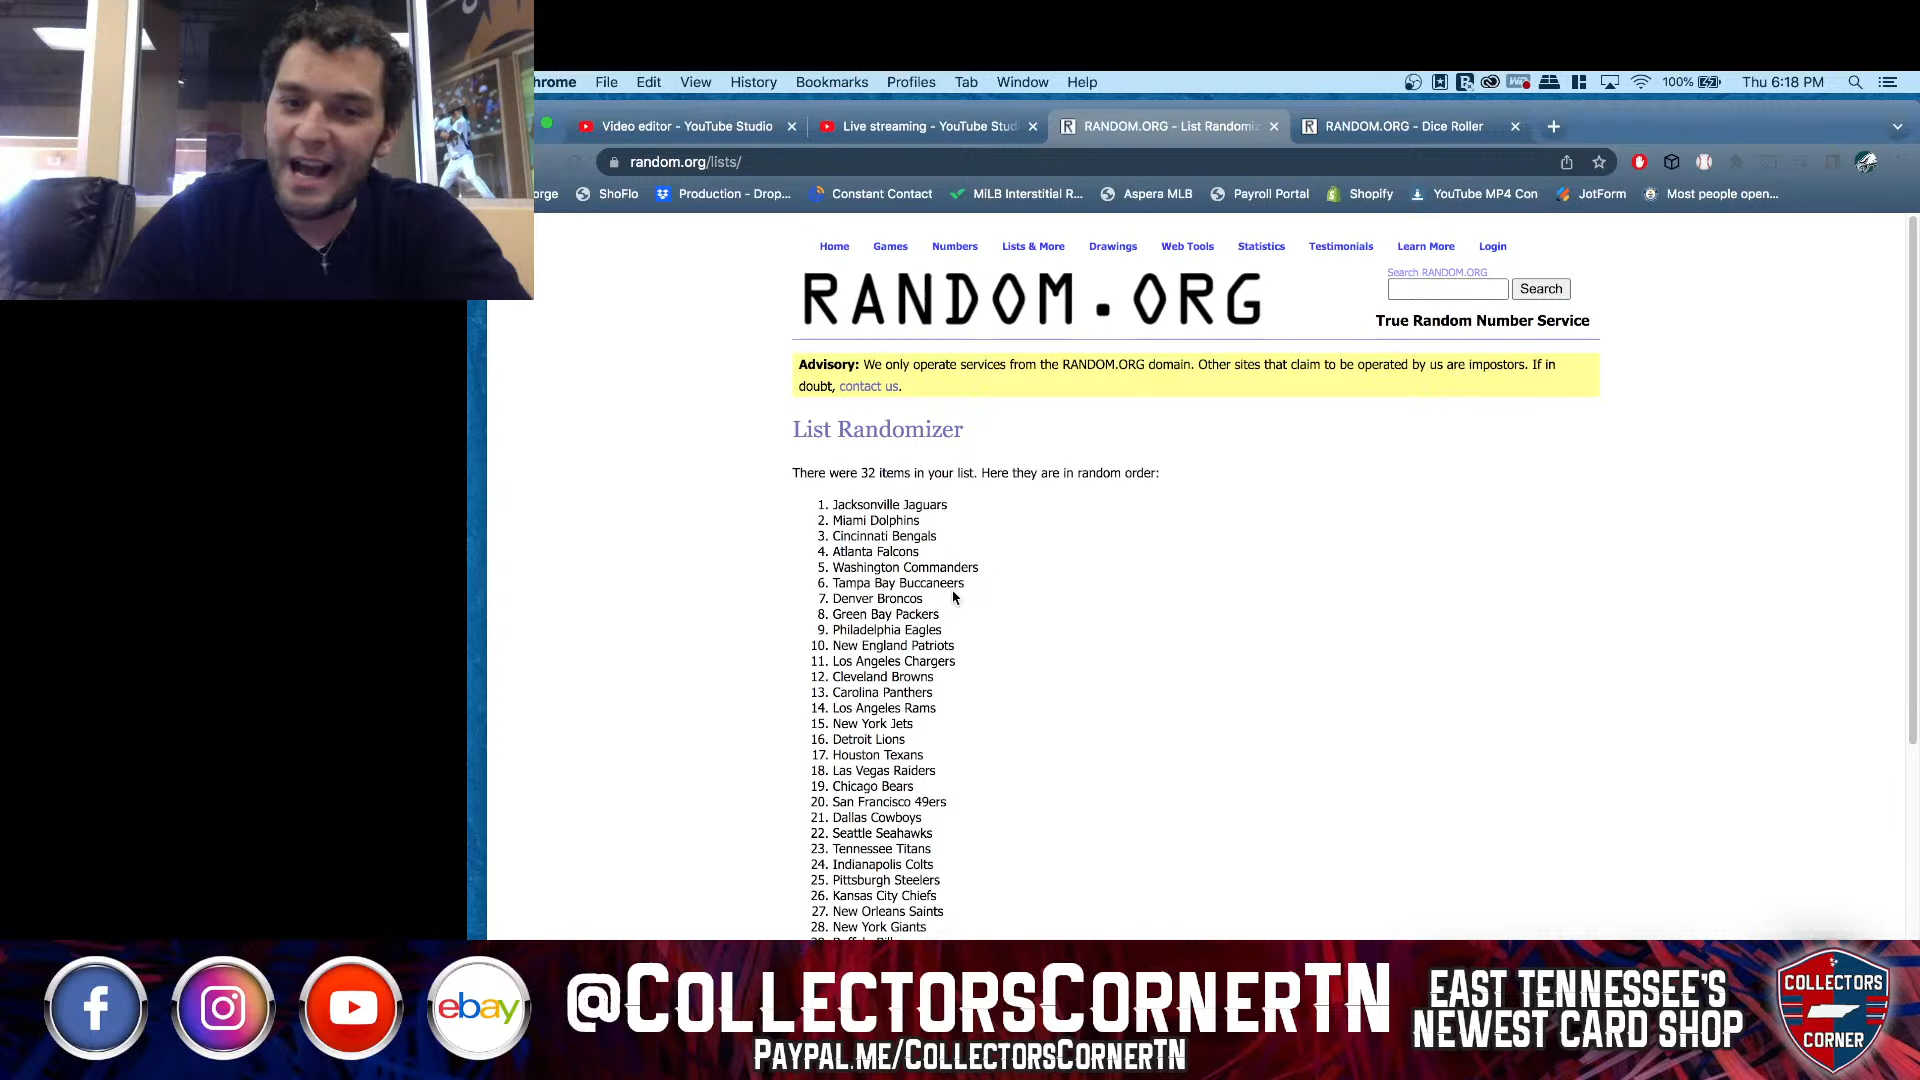 hrome File Edit View History Bookmarks Profiles Tab Window Help 100% Thu 6:18 PM
Video editor - YouTube Studio Live streaming - YouTube Stud RANDOM.ORG - List Randomiz RANDOM.ORG - Dice Roller
random.org/lists/
orge ShoFlo Production - Drop... Constant Contact MiLB Interstitial R... Aspera MLB Payroll Portal Shopify YouTube MP4 Con JotForm Most people open...
Home Games Numbers Lists & More Drawings Web Tools Statistics Testimonials Learn More Login
RANDOM.ORG
Search RANDOM.ORG
Search
True Random Number Service
Advisory: We only operate services from the RANDOM.ORG domain. Other sites that claim to be operated by us are impostors. If in
doubt, contact us.
List Randomizer
There were 32 items in your list. Here they are in random order:
1. Jacksonville Jaguars
2. Miami Dolphins
3. Cincinnati Bengals
4. Atlanta Falcons
5. Washington Commanders
6. Tampa Bay Buccaneers
7. Denver Broncos
8. Green Bay Packers
9. Philadelphia Eagles
10. New England Patriots
11. Los Angeles Chargers
12. Cleveland Browns
13. Carolina Panthers
14. Los Angeles Rams
15. New York Jets
16. Detroit Lions
17. Houston Texans
18. Las Vegas Raiders
19. Chicago Bears
20. San Francisco 49ers
21. Dallas Cowboys
22. Seattle Seahawks
23. Tennessee Titans
24. Indianapolis Colts
25. Pittsburgh Steelers
26. Kansas City Chiefs
27. New Orleans Saints
28. New York Giants
ebay
@COLLECTORSCORNERTN
PAYPAL.ME/COLLECTORSCORNERTN
EAST TENNESSEE'S
NEWEST CARD SHOP
COLLECTORS
CORNER